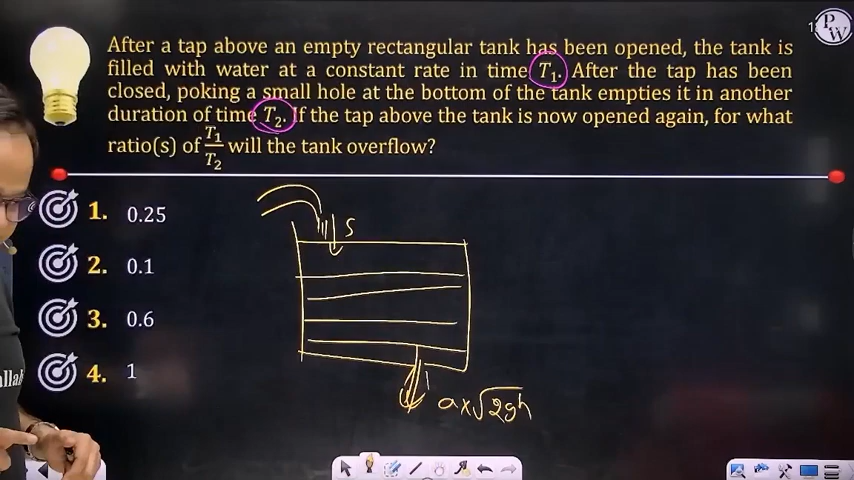 After a tap above an empty rectangular tank has been opened, the tank is
filled with water at a constant rate in time T₁. After the tap has been
closed, poking a small hole at the bottom of the tank empties it in another
duration of time T₂. If the tap above the tank is now opened again, for what
ratio(s) of T₁/T₂ will the tank overflow?
1. 0.25
2. 0.1
3. 0.6
4. 1
S
a×√2gh
P
W